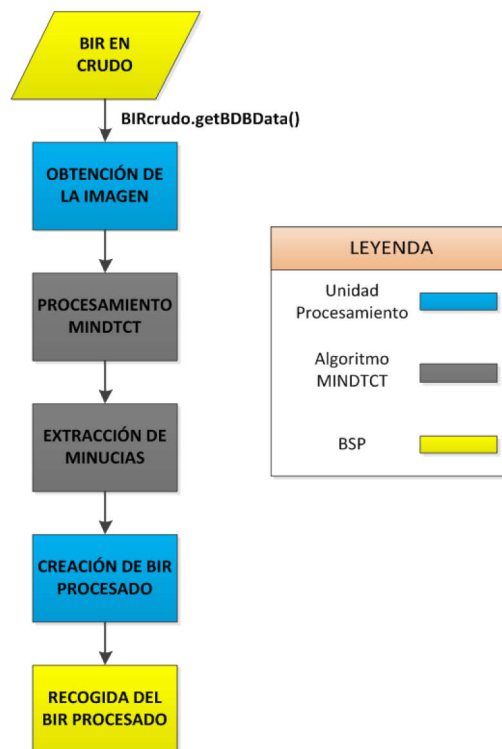 BIR EN
CRUDO
BIRcrudo.getBDBData()
OBTENCIÓN DE
LA IMAGEN
PROCESAMIENTO
MINDTCT
EXTRACCIÓN DE
MINUCIAS
CREACIÓN DE BIR
PROCESADO
RECOGIDA DEL
BIR PROCESADO
LEYENDA
Unidad
Procesamiento
Algoritmo
MINDTCT
BSP